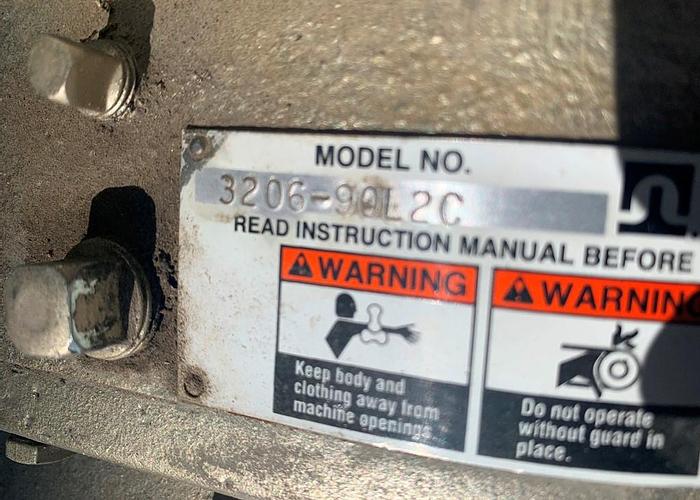 MODEL NO.
3206-90L2C
READ INSTRUCTION MANUAL BEFORE
WARNING
Keep body and
clothing away from
machine openings
WARNING
Do not operate
without guard in
place.